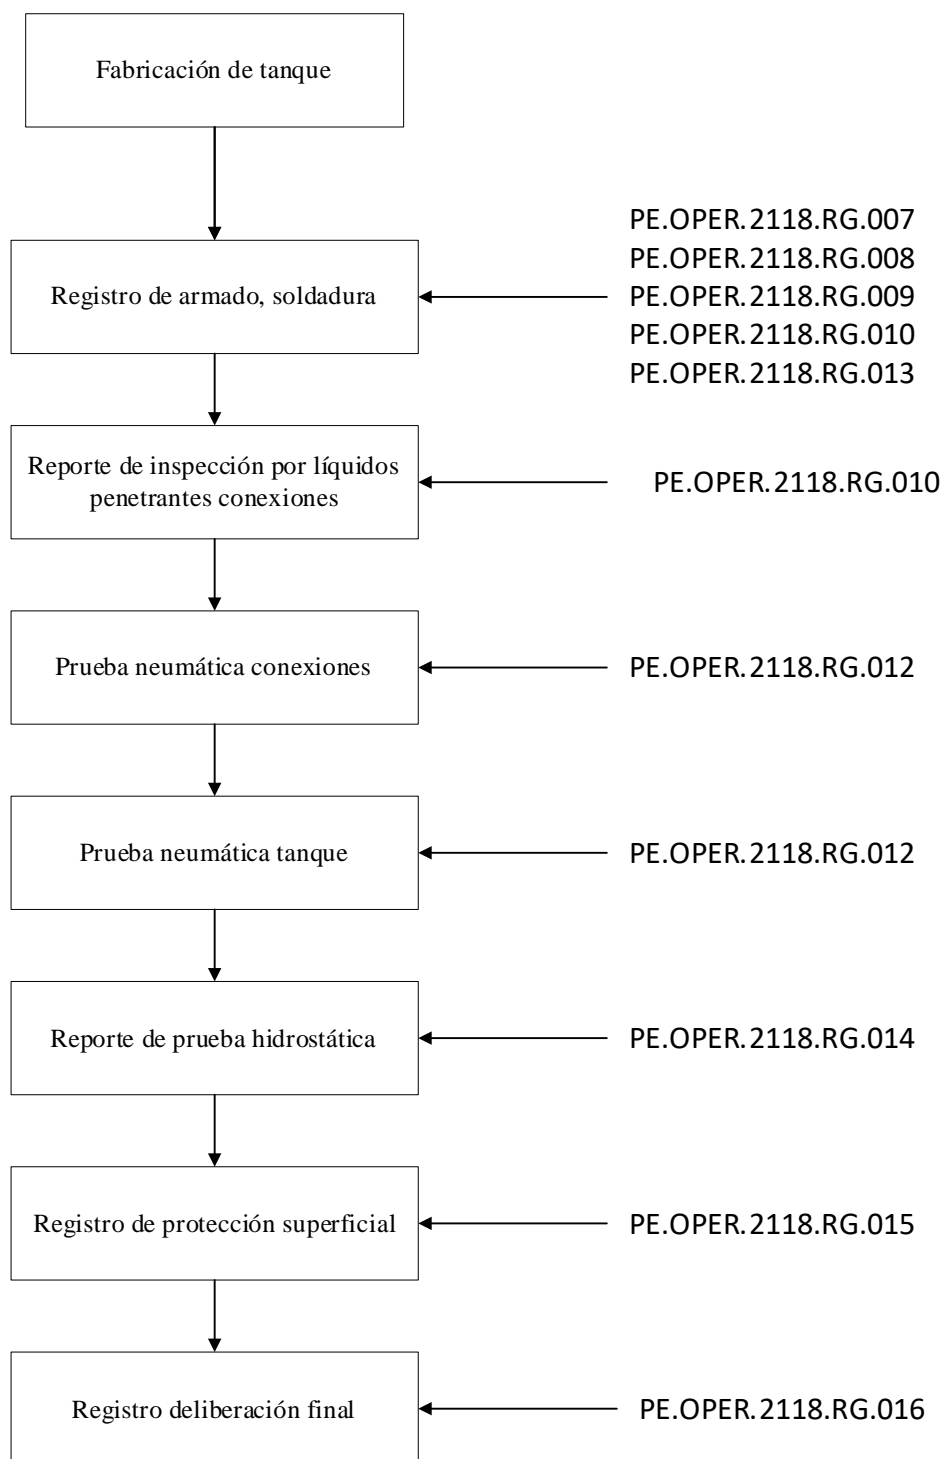 Fabricación de tanque
PE.OPER.2118.RG.007
PE.OPER.2118.RG.008
Registro de armado, soldadura
PE.OPER.2118.RG.009
PE.OPER.2118.RG.010
PE.OPER.2118.RG.013
Reporte de inspección por líquidos
penetrantes conexiones
PE.OPER.2118.RG.010
Prueba neumática conexiones
PE.OPER.2118.RG.012
Prueba neumática tanque
PE.OPER.2118.RG.012
Reporte de prueba hidrostática
PE.OPER.2118.RG.014
Registro de protección superficial
PE.OPER.2118.RG.015
Registro deliberación final
PE.OPER.2118.RG.016